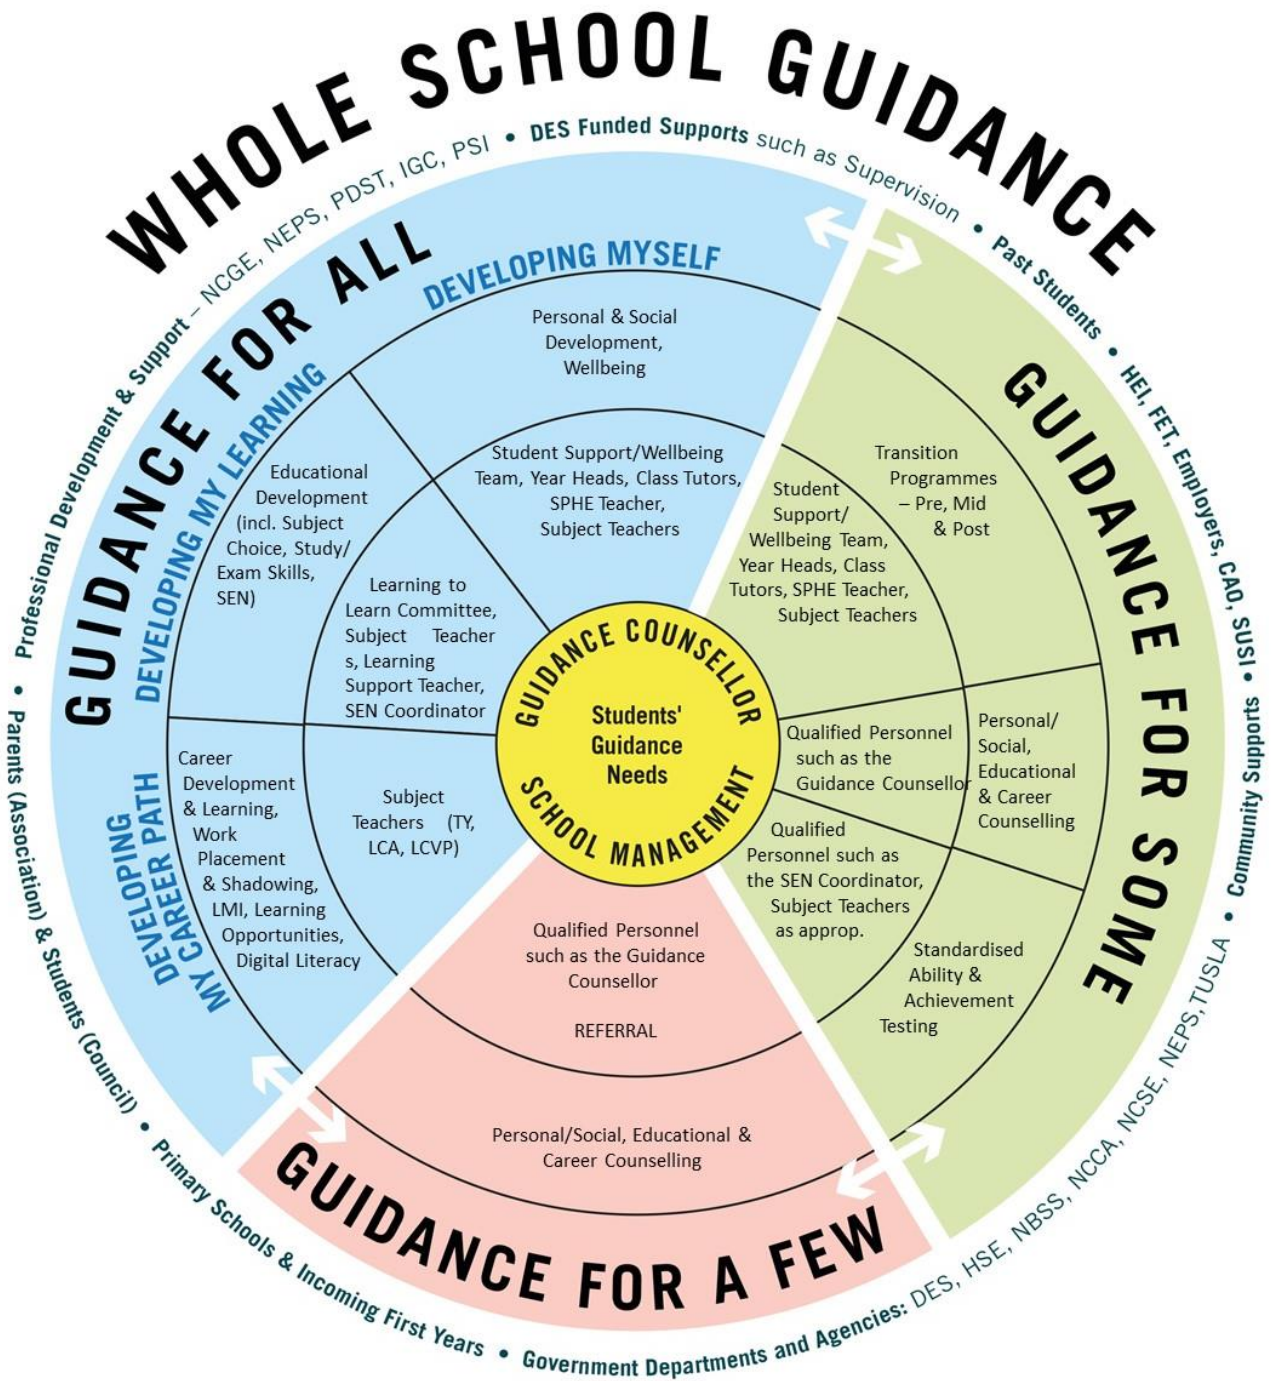 WHOLE SCHOOL GUIDANCE
Professional Development & Support – NCGE, NEPS, PDST, IGC, PSI • DES Funded Supports such as Supervision • Past Students • HEI, FET, Employers, CAO, SUSI • Community Supports •
Parents (Association) & Students (Council) • Primary Schools & Incoming First Years • Government Departments and Agencies: DES, HSE, NBSS, NCCA, NCSE, NEPS, TUSLA •
GUIDANCE FOR ALL
DEVELOPING MYSELF
Personal & Social
Development,
Wellbeing
Student Support/Wellbeing
Team, Year Heads, Class Tutors,
SPHE Teacher,
Subject Teachers
DEVELOPING MY LEARNING
Educational
Development
(incl. Subject
Choice, Study/
Exam Skills,
SEN)
Learning to
Learn Committee,
Subject Teacher
s, Learning
Support Teacher,
SEN Coordinator
DEVELOPING
MY CAREER PATH
Career
Development
& Learning,
Work
Placement
& Shadowing,
LMI, Learning
Opportunities,
Digital Literacy
Subject
Teachers (TY,
LCA, LCVP)
GUIDANCE FOR SOME
Transition
Programmes
– Pre, Mid
& Post
Student
Support/
Wellbeing Team,
Year Heads, Class
Tutors, SPHE Teacher,
Subject Teachers
Qualified Personnel
such as the
Guidance Counsellor
Personal/
Social,
Educational
& Career
Counselling
Qualified
Personnel such as
the SEN Coordinator,
Subject Teachers
as approp.
Standardised
Ability &
Achievement
Testing
GUIDANCE COUNSELLOR
Students'
Guidance
Needs
SCHOOL MANAGEMENT
Qualified Personnel
such as the Guidance
Counsellor
REFERRAL
Personal/Social, Educational &
Career Counselling
GUIDANCE FOR A FEW